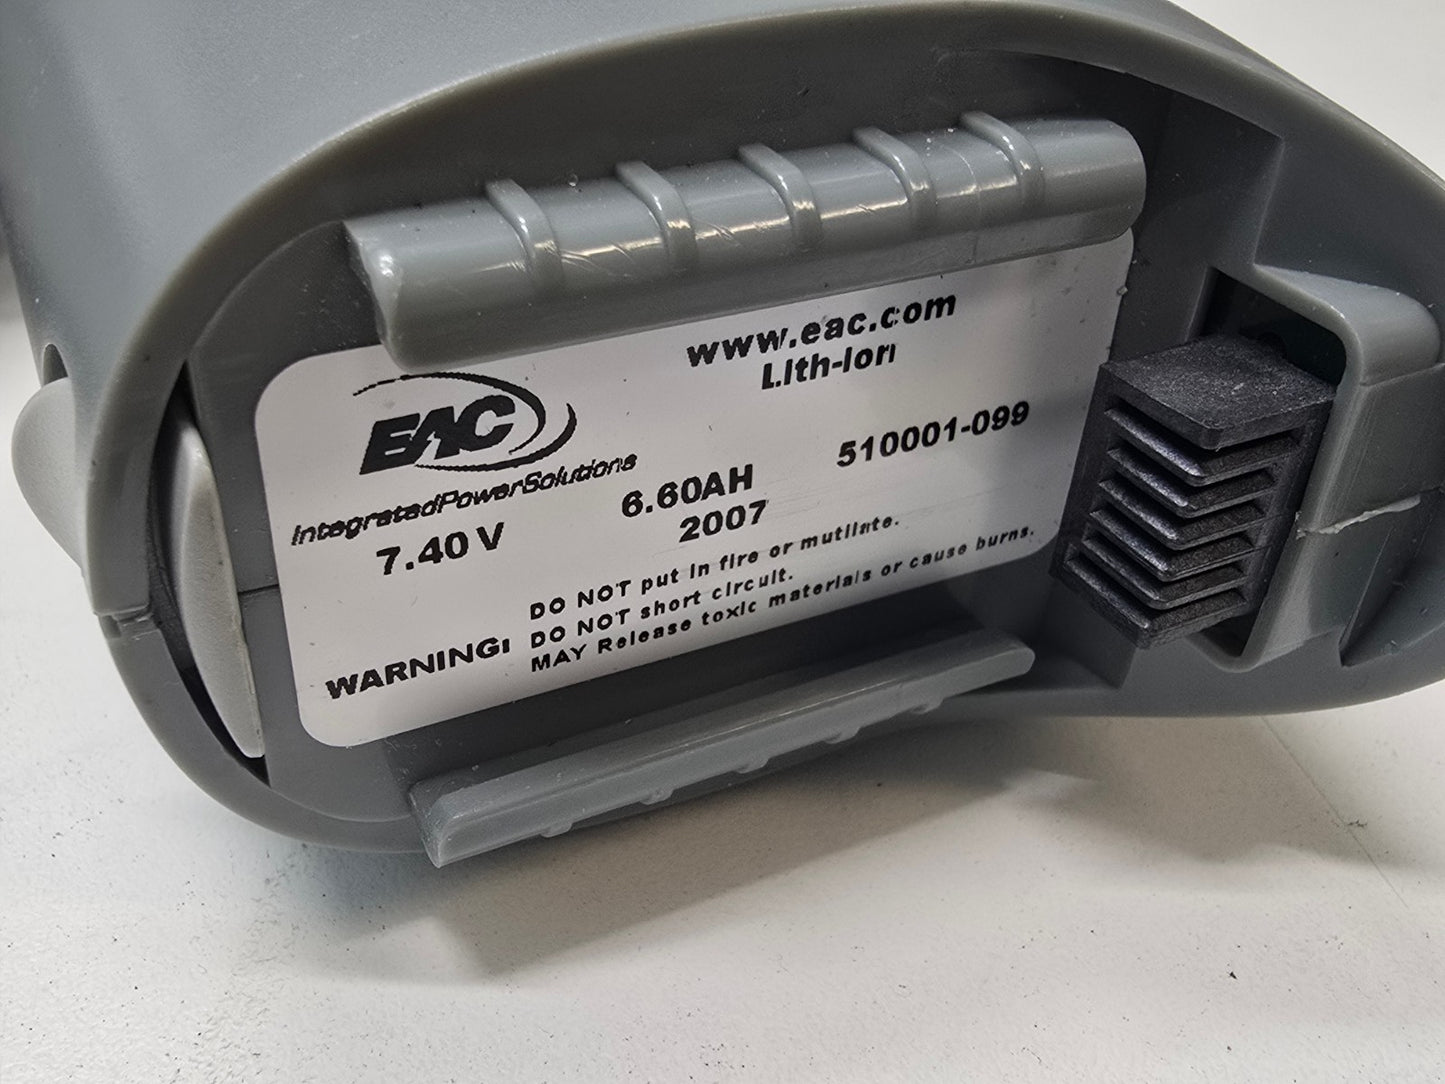 www.eac.com
Lith-Ion
EAC
IntegratedPowerSolutions
7.40 V
6.60AH
510001-099
2007
WARNING:
DO NOT put in fire or mutilate.
DO NOT short circuit.
MAY Release toxic materials or cause burns.